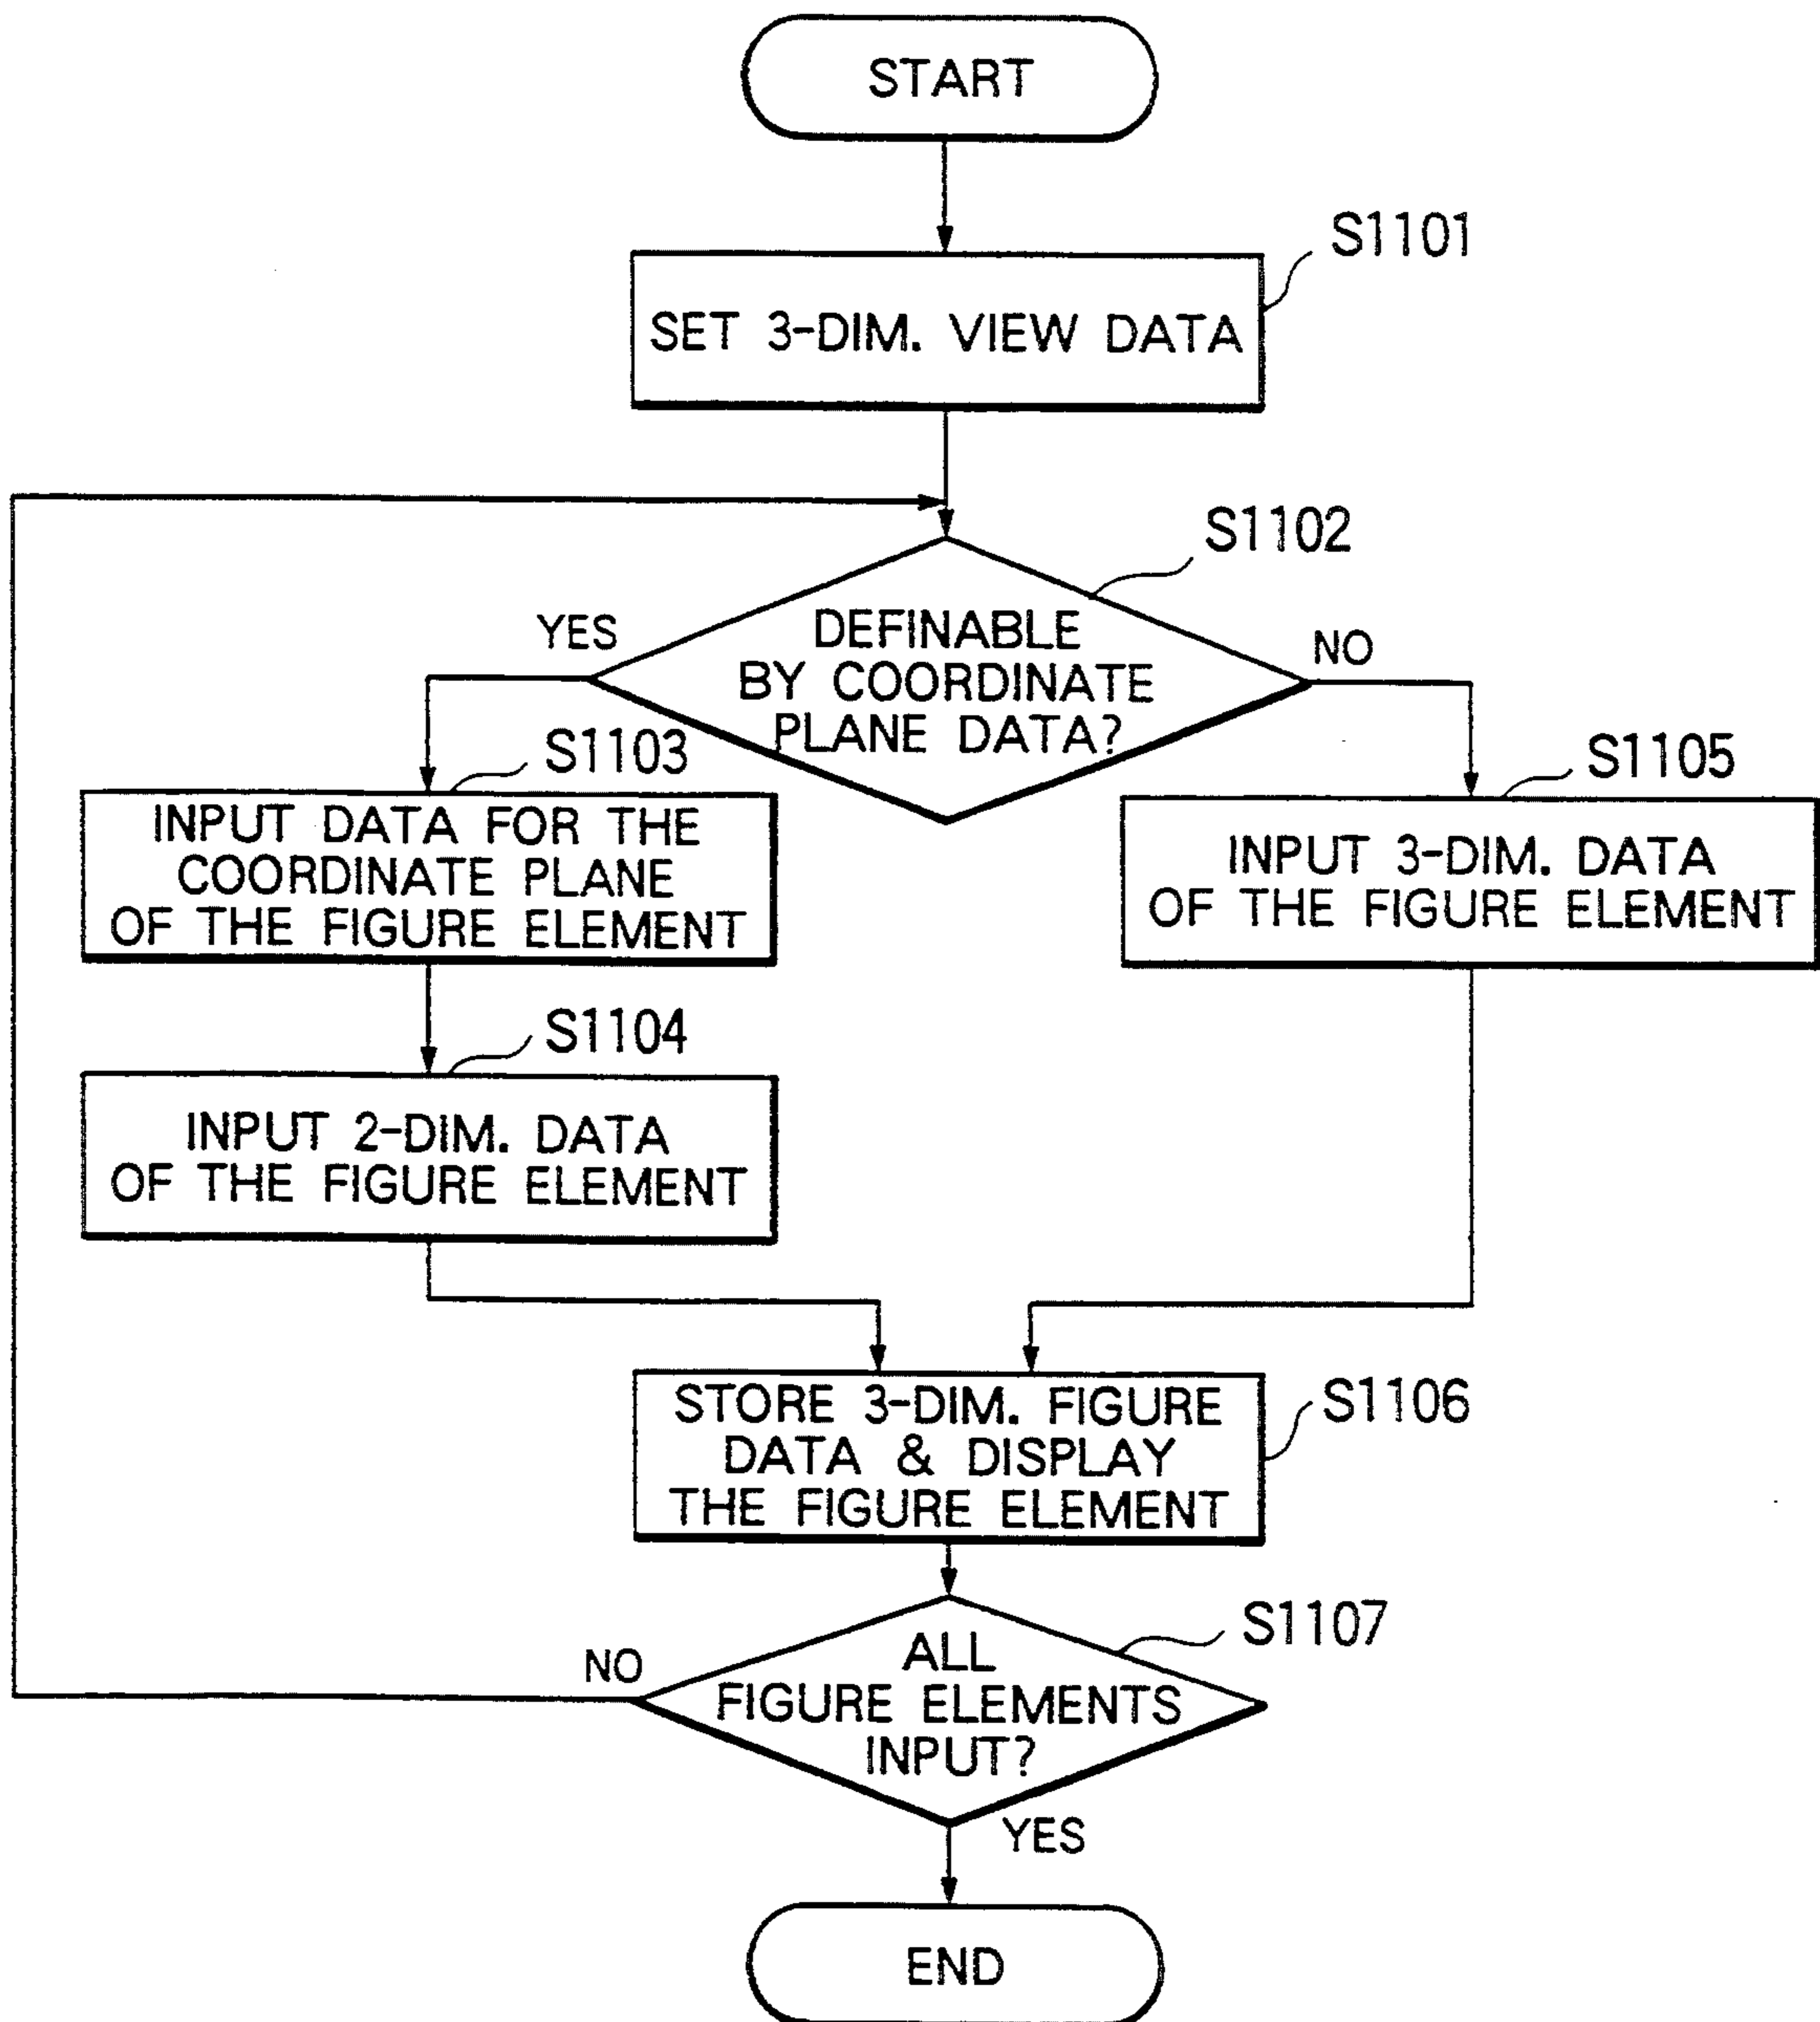 START
S1101
SET 3-DIM. VIEW DATA
S1102
YES
DEFINABLE
BY COORDINATE
PLANE DATA?
NO
S1103
INPUT DATA FOR THE
COORDINATE PLANE
OF THE FIGURE ELEMENT
S1105
INPUT 3-DIM. DATA
OF THE FIGURE ELEMENT
S1104
INPUT 2-DIM. DATA
OF THE FIGURE ELEMENT
STORE 3-DIM. FIGURE
DATA & DISPLAY
THE FIGURE ELEMENT
S1106
S1107
NO
ALL
FIGURE ELEMENTS
INPUT?
YES
END